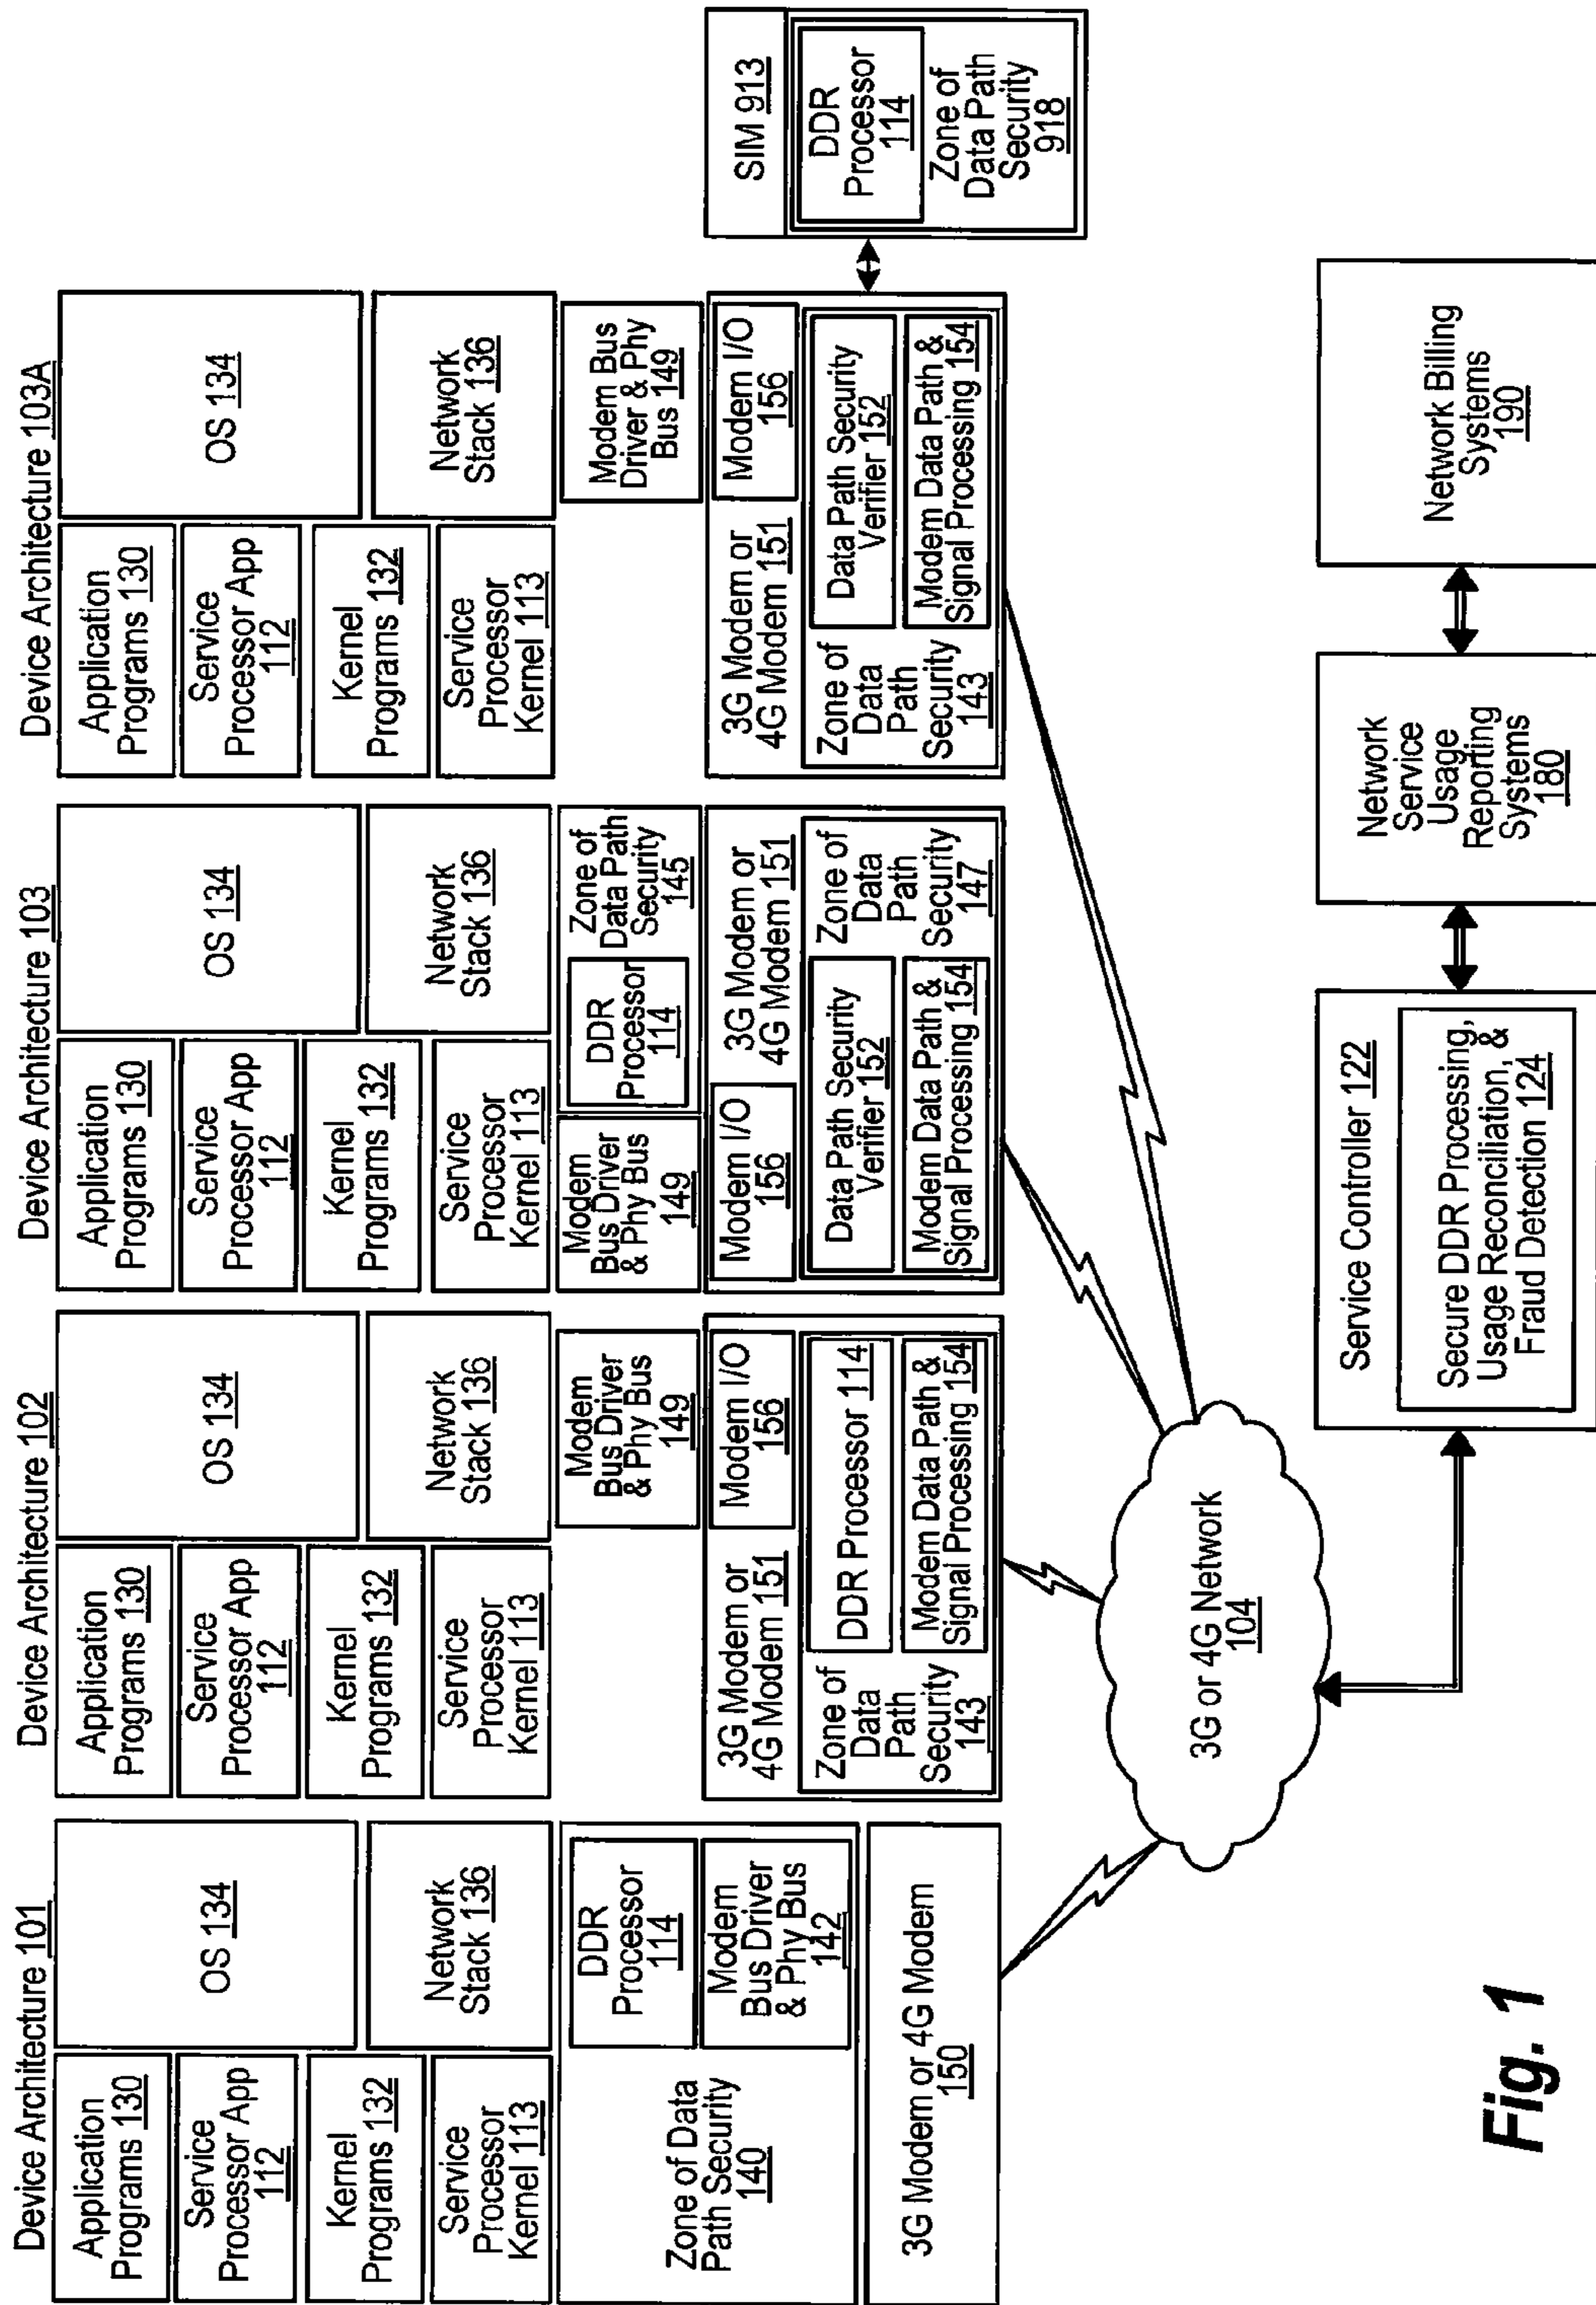 Device Architecture 101
Application
Programs 130
Service
Processor App
112
Kernel
Programs 132
Service
Processor
Kernel 113
OS 134
Network
Stack 136
Zone of Data
Path Security
140
DDR
Processor
114
Modem
Bus Driver
& Phy Bus
142
3G Modem or 4G Modem
150
Device Architecture 102
Application
Programs 130
Service
Processor App
112
Kernel
Programs 132
Service
Processor
Kernel 113
OS 134
Network
Stack 136
Modem
Bus Driver
& Phy Bus
149
3G Modem or
4G Modem 151
Modem I/O
156
Zone of
Data
Path
Security
143
DDR Processor 114
Modem Data Path &
Signal Processing 154
Device Architecture 103
Application
Programs 130
Service
Processor App
112
Kernel
Programs 132
Service
Processor
Kernel 113
OS 134
Network
Stack 136
Modem
Bus Driver
& Phy Bus
149
DDR
Processor
114
Zone of
Data Path
Security
145
Modem I/O
156
3G Modem or
4G Modem 151
Data Path Security
Verifier 152
Modem Data Path &
Signal Processing 154
Zone of
Data
Path
Security
147
Device Architecture 103A
Application
Programs 130
Service
Processor App
112
Kernel
Programs 132
Service
Processor
Kernel 113
OS 134
Network
Stack 136
Modem Bus
Driver & Phy
Bus 149
3G Modem or
4G Modem 151
Modem I/O
156
Zone of
Data
Path
Security
143
Data Path Security
Verifier 152
Modem Data Path &
Signal Processing 154
SIM 913
DDR
Processor
114
Zone of
Data Path
Security
918
3G or 4G Network
104
Service Controller 122
Secure DDR Processing,
Usage Reconciliation, &
Fraud Detection 124
Network
Service
Usage
Reporting
Systems
180
Network Billing
Systems
190
Fig. 1